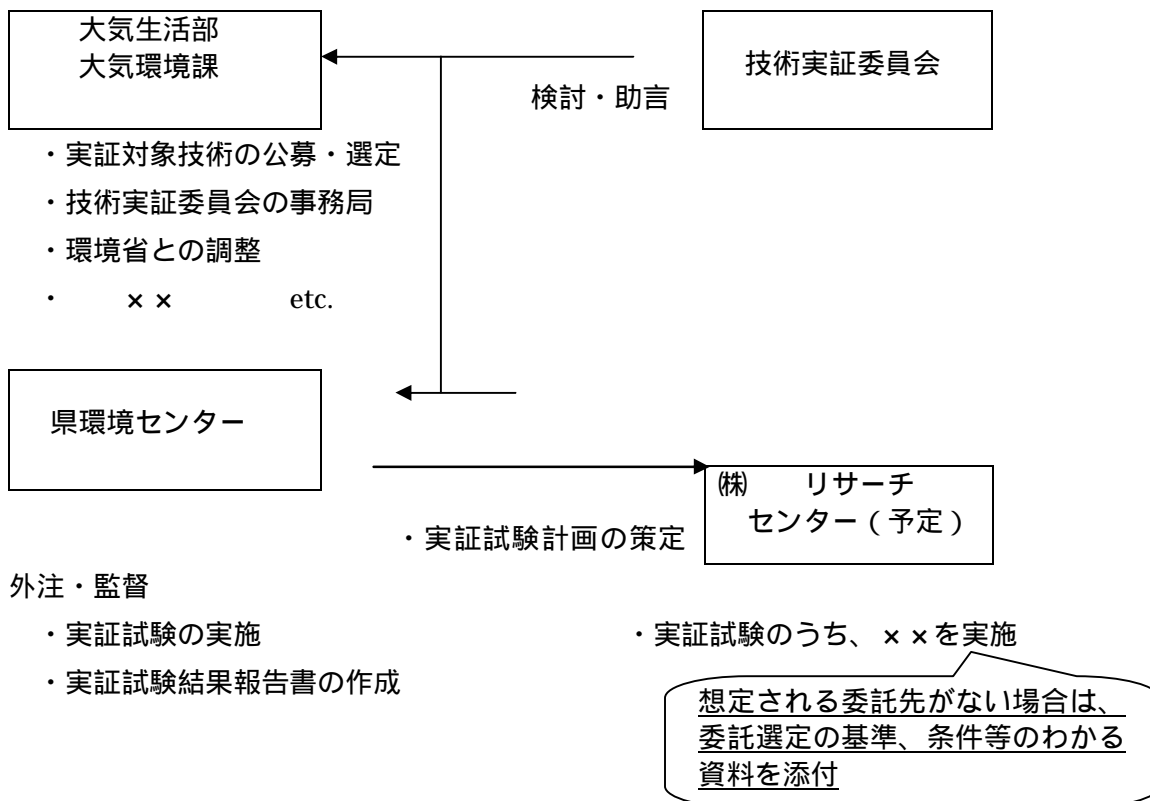 大気生活部
大気環境課
技術実証委員会
検討・助言
・実証対象技術の公募・選定
・技術実証委員会の事務局
・環境省との調整
・　　××　　　　etc.
県環境センター
㈱　　リサーチ
センター（予定）
・実証試験計画の策定
外注・監督
・実証試験の実施
・実証試験のうち、××を実施
・実証試験結果報告書の作成
想定される委託先がない場合は、
委託選定の基準、条件等のわかる
資料を添付